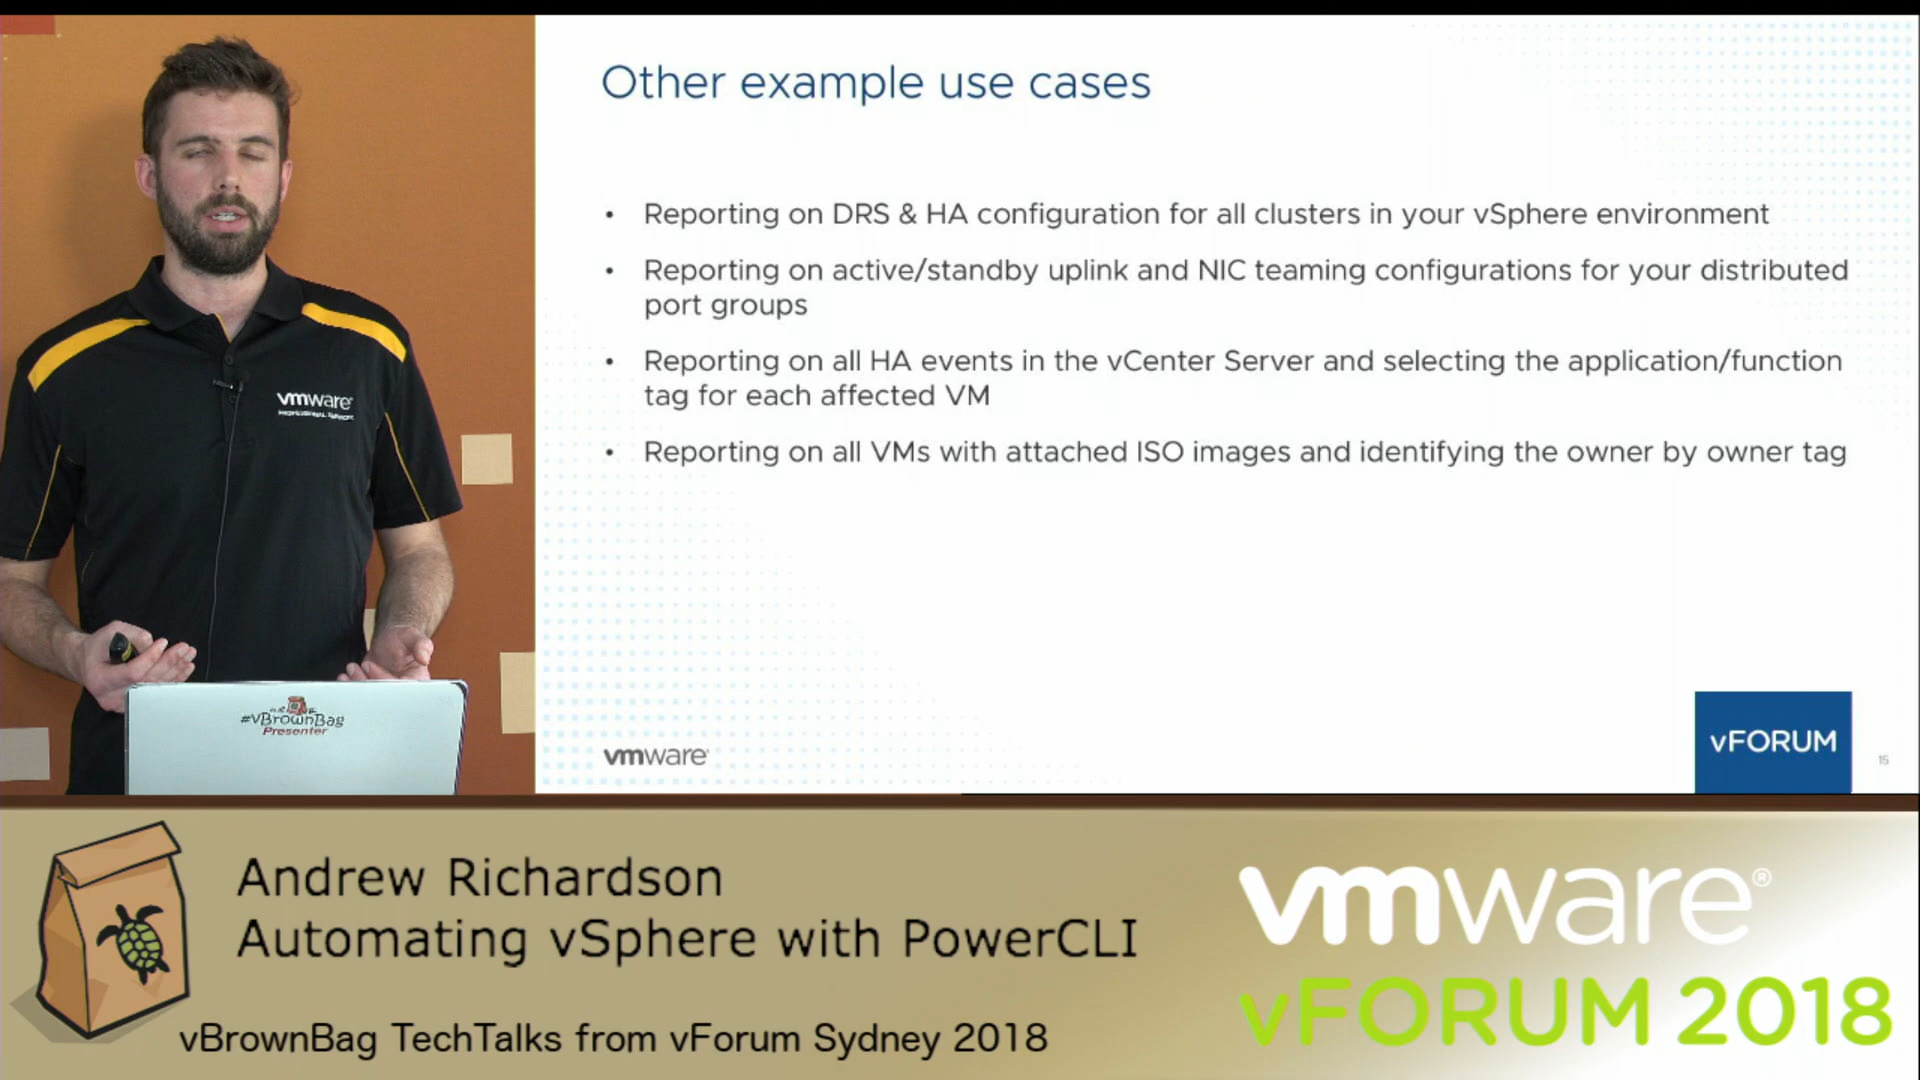 Other example use cases
• Reporting on DRS & HA configuration for all clusters in your vSphere environment
• Reporting on active/standby uplink and NIC teaming configurations for your distributed
port groups
• Reporting on all HA events in the vCenter Server and selecting the application/function
tag for each affected VM
• Reporting on all VMs with attached ISO images and identifying the owner by owner tag
vmware®
vFORUM
15
vmware®
#vBrownBag
Presenter
Andrew Richardson
Automating vSphere with PowerCLI
vBrownBag TechTalks from vForum Sydney 2018
vmware®
vFORUM 2018